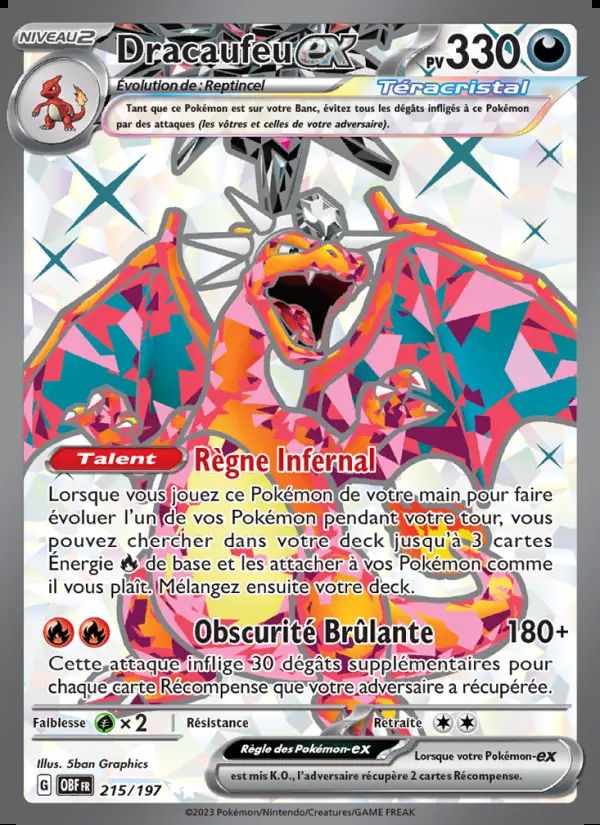 NIVEAU 2
Dracaufeu ex
PV 330
Évolution de : Reptincel
Téracristal
Tant que ce Pokémon est sur votre Banc, évitez tous les dégâts infligés à ce Pokémon
par des attaques (les vôtres et celles de votre adversaire).
Talent Règne Infernal
Lorsque vous jouez ce Pokémon de votre main pour faire
évoluer l'un de vos Pokémon pendant votre tour, vous
pouvez chercher dans votre deck jusqu'à 3 cartes
Énergie de base et les attacher à vos Pokémon comme
il vous plaît. Mélangez ensuite votre deck.
Obscurité Brûlante 180+
Cette attaque inflige 30 dégâts supplémentaires pour
chaque carte Récompense que votre adversaire a récupérée.
Faiblesse ×2 Résistance Retraite
Règle des Pokémon-ex Lorsque votre Pokémon-ex
est mis K.O., l'adversaire récupère 2 cartes Récompense.
Illus. 5ban Graphics
G OBF FR 215/197
©2023 Pokémon/Nintendo/Creatures/GAME FREAK